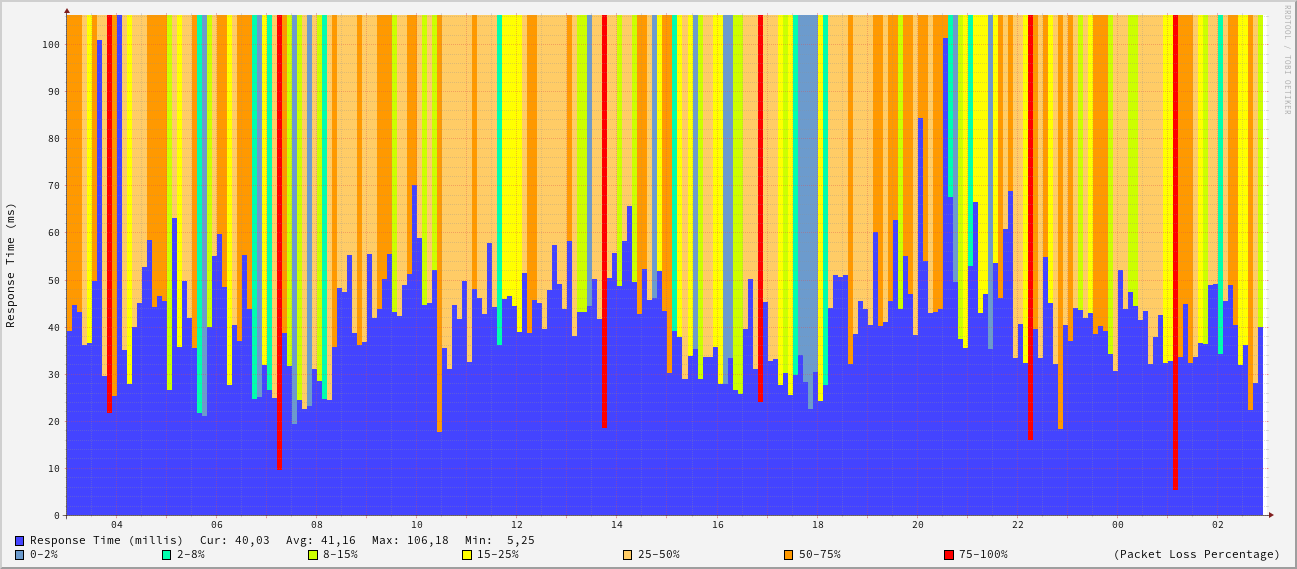 RRDTOOL / TOBI OETIKER
Response Time (ms)
100
90
80
70
60
50
40
30
20
10
0
04 06 08 10 12 14 16 18 20 22 00 02
Response Time (millis) Cur: 40,03 Avg: 41,16 Max: 106,18 Min: 5,25
0-2% 2-8% 8-15% 15-25% 25-50% 50-75% 75-100% (Packet Loss Percentage)